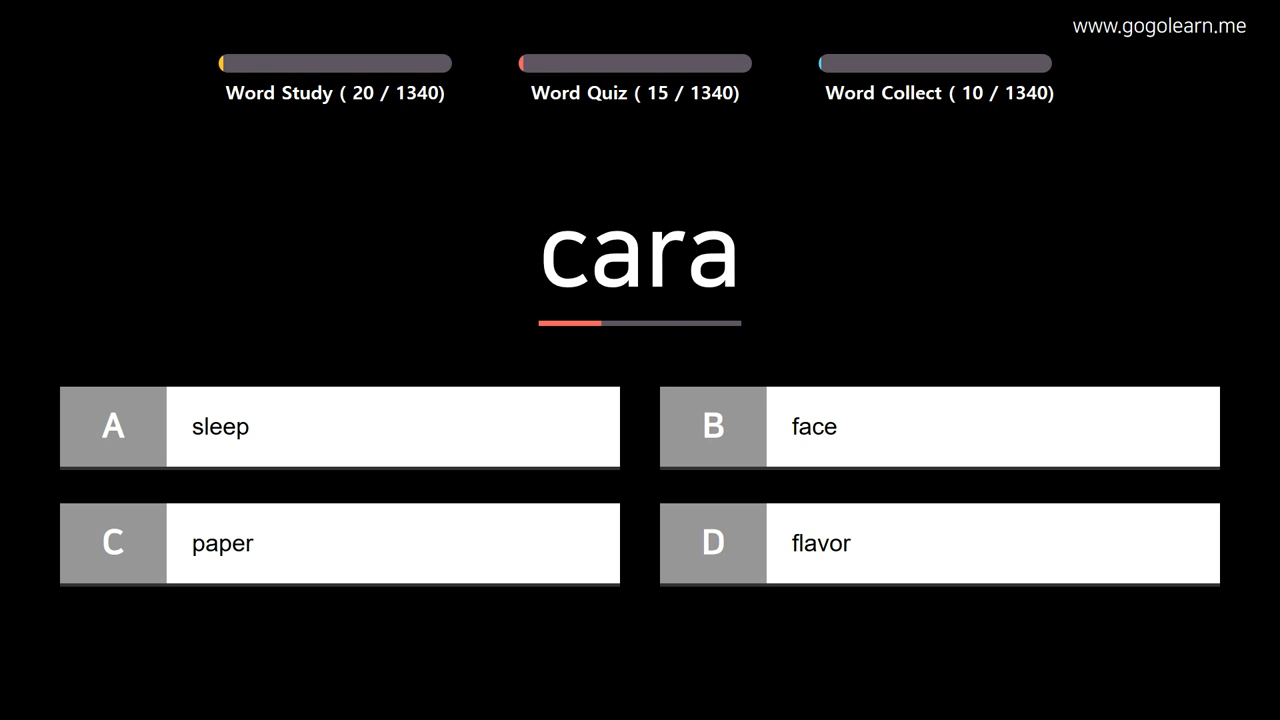 www.gogolearn.me
Word Study ( 20 / 1340)
Word Quiz ( 15 / 1340)
Word Collect ( 10 / 1340)
cara
A sleep
B face
C paper
D flavor